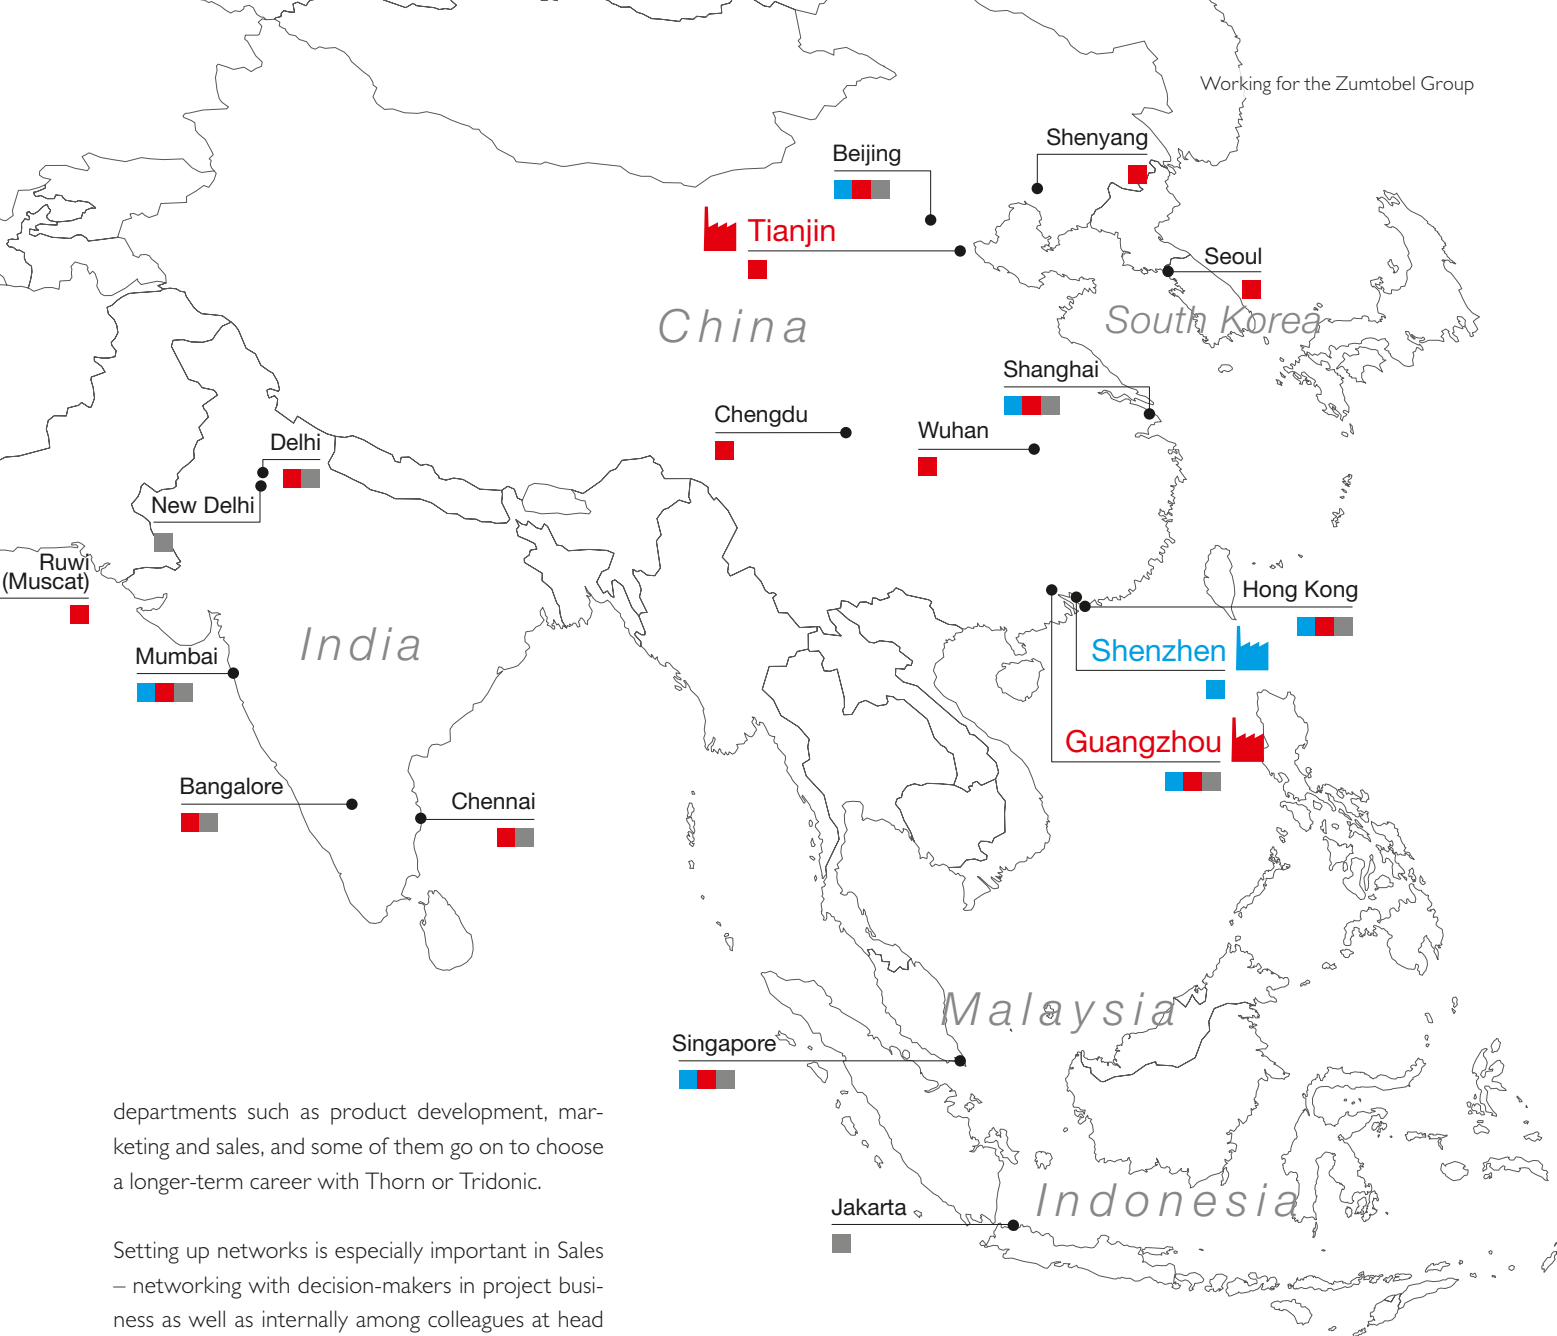 Working for the Zumtobel Group
Shenyang
Beijing
Tianjin
Seoul
China
South Korea
Shanghai
Chengdu
Wuhan
Delhi
New Delhi
Ruwi
(Muscat)
Hong Kong
India
Shenzhen
Mumbai
Guangzhou
Bangalore
Chennai
Malaysia
Singapore
Indonesia
Jakarta
departments such as product development, mar-
keting and sales, and some of them go on to choose
a longer-term career with Thorn or Tridonic.
Setting up networks is especially important in Sales
– networking with decision-makers in project busi-
ness as well as internally among colleagues at head